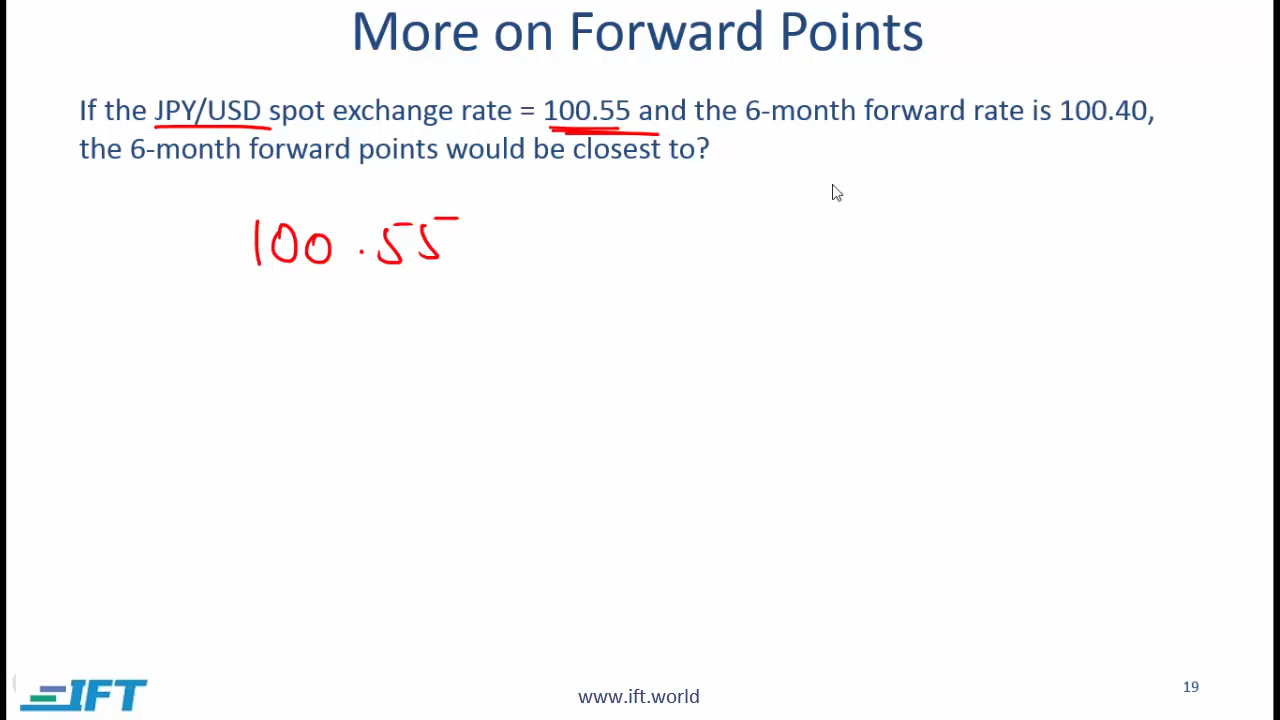 More on Forward Points
If the JPY/USD spot exchange rate = 100.55 and the 6-month forward rate is 100.40,
the 6-month forward points would be closest to?
100.55
IFT
www.ift.world
19